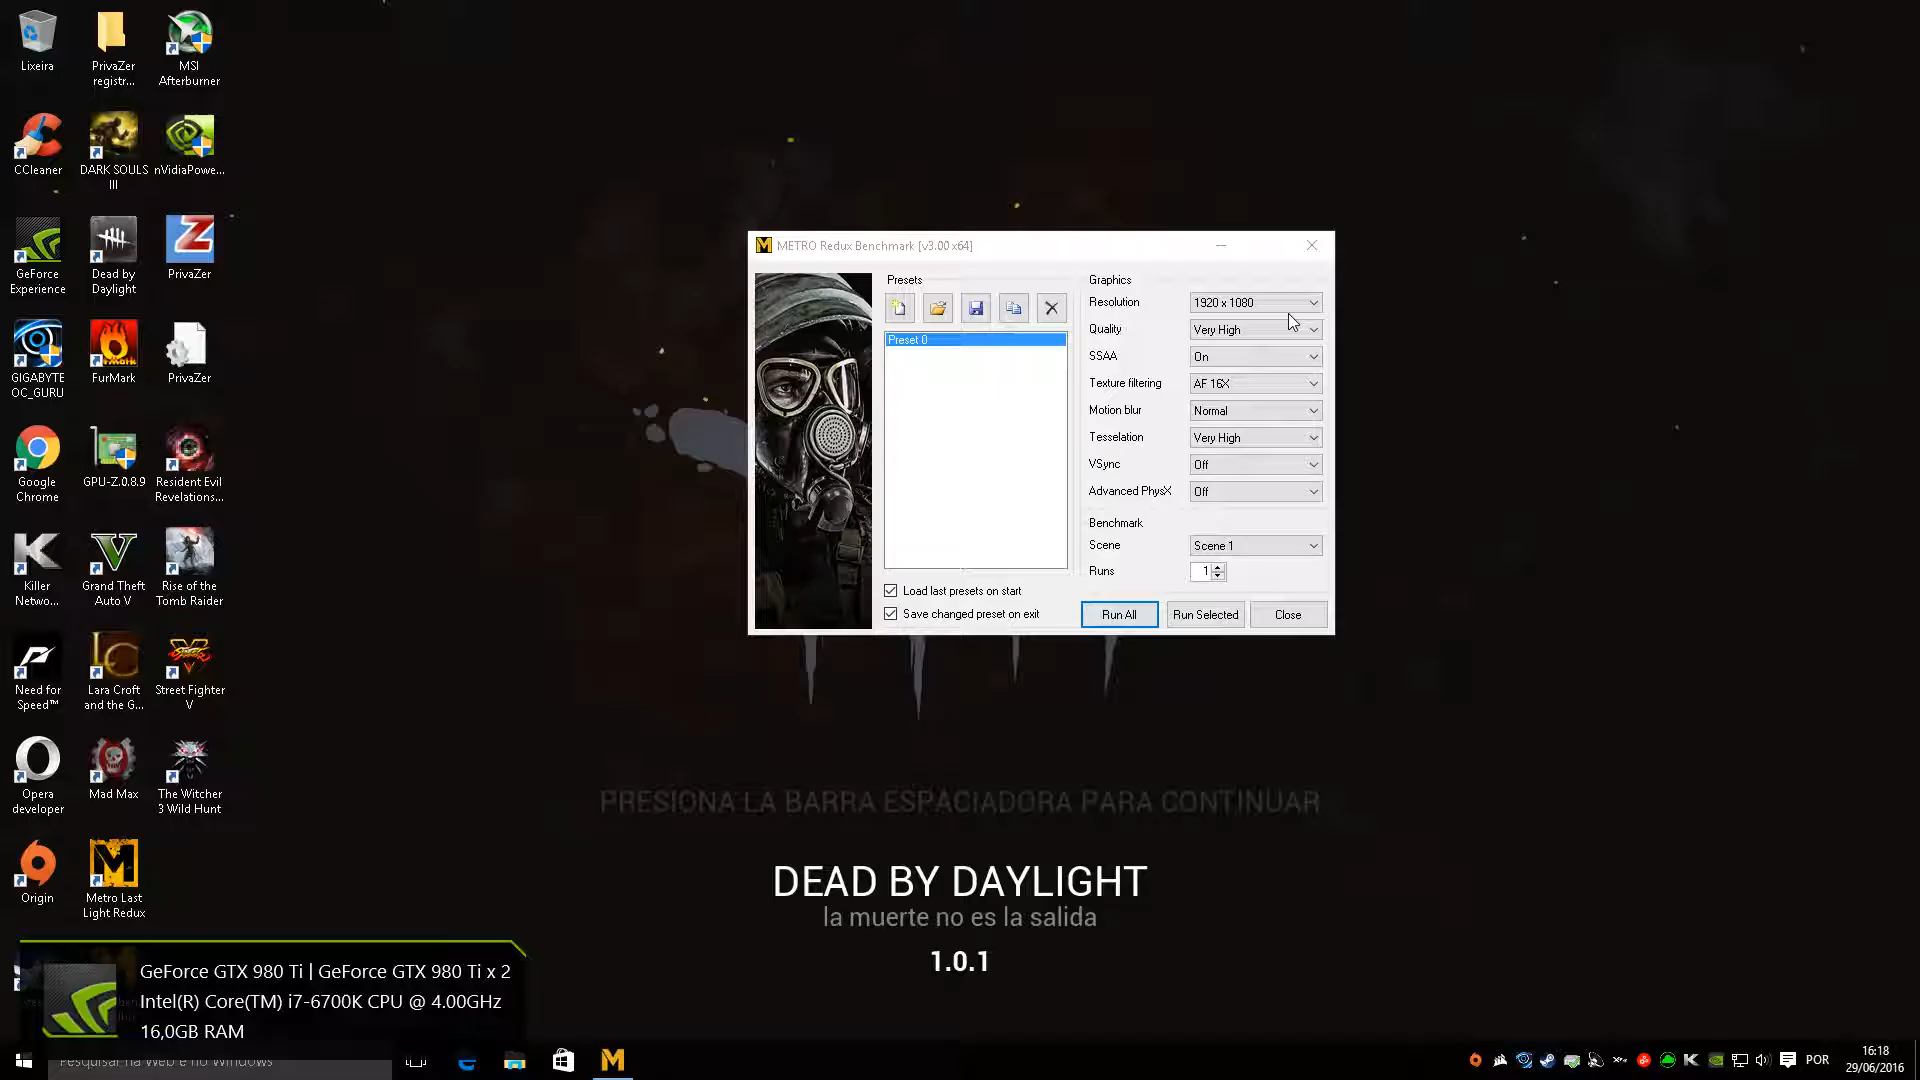 Lixeira
PrivaZer
registr...
MSI
Afterburner
CCleaner
DARK SOULS
III
nVidiaPowe...
GeForce
Experience
Dead by
Daylight
PrivaZer
GIGABYTE
OC_GURU
FurMark
PrivaZer
Google
Chrome
GPU-Z.0.8.9
Resident Evil
Revelations...
Killer
Netwo...
Grand Theft
Auto V
Rise of the
Tomb Raider
Need for
Speed™
Lara Croft
and the G...
Street Fighter
V
Opera
developer
Mad Max
The Witcher
3 Wild Hunt
Origin
Metro Last
Light Redux
METRO Redux Benchmark [v3.00 x64]
Presets
Preset 0
Load last presets on start
Save changed preset on exit
Graphics
Resolution 1920 x 1080
Quality Very High
SSAA On
Texture filtering AF 16X
Motion blur Normal
Tesselation Very High
VSync Off
Advanced PhysX Off
Benchmark
Scene Scene 1
Runs 1
Run All Run Selected Close
PRESIONA LA BARRA ESPACIADORA PARA CONTINUAR
DEAD BY DAYLIGHT
la muerte no es la salida
1.0.1
GeForce GTX 980 Ti | GeForce GTX 980 Ti x 2
Intel(R) Core(TM) i7-6700K CPU @ 4.00GHz
16,0GB RAM
Pesquisar na Web e no Windows
POR
16:18
29/06/2016